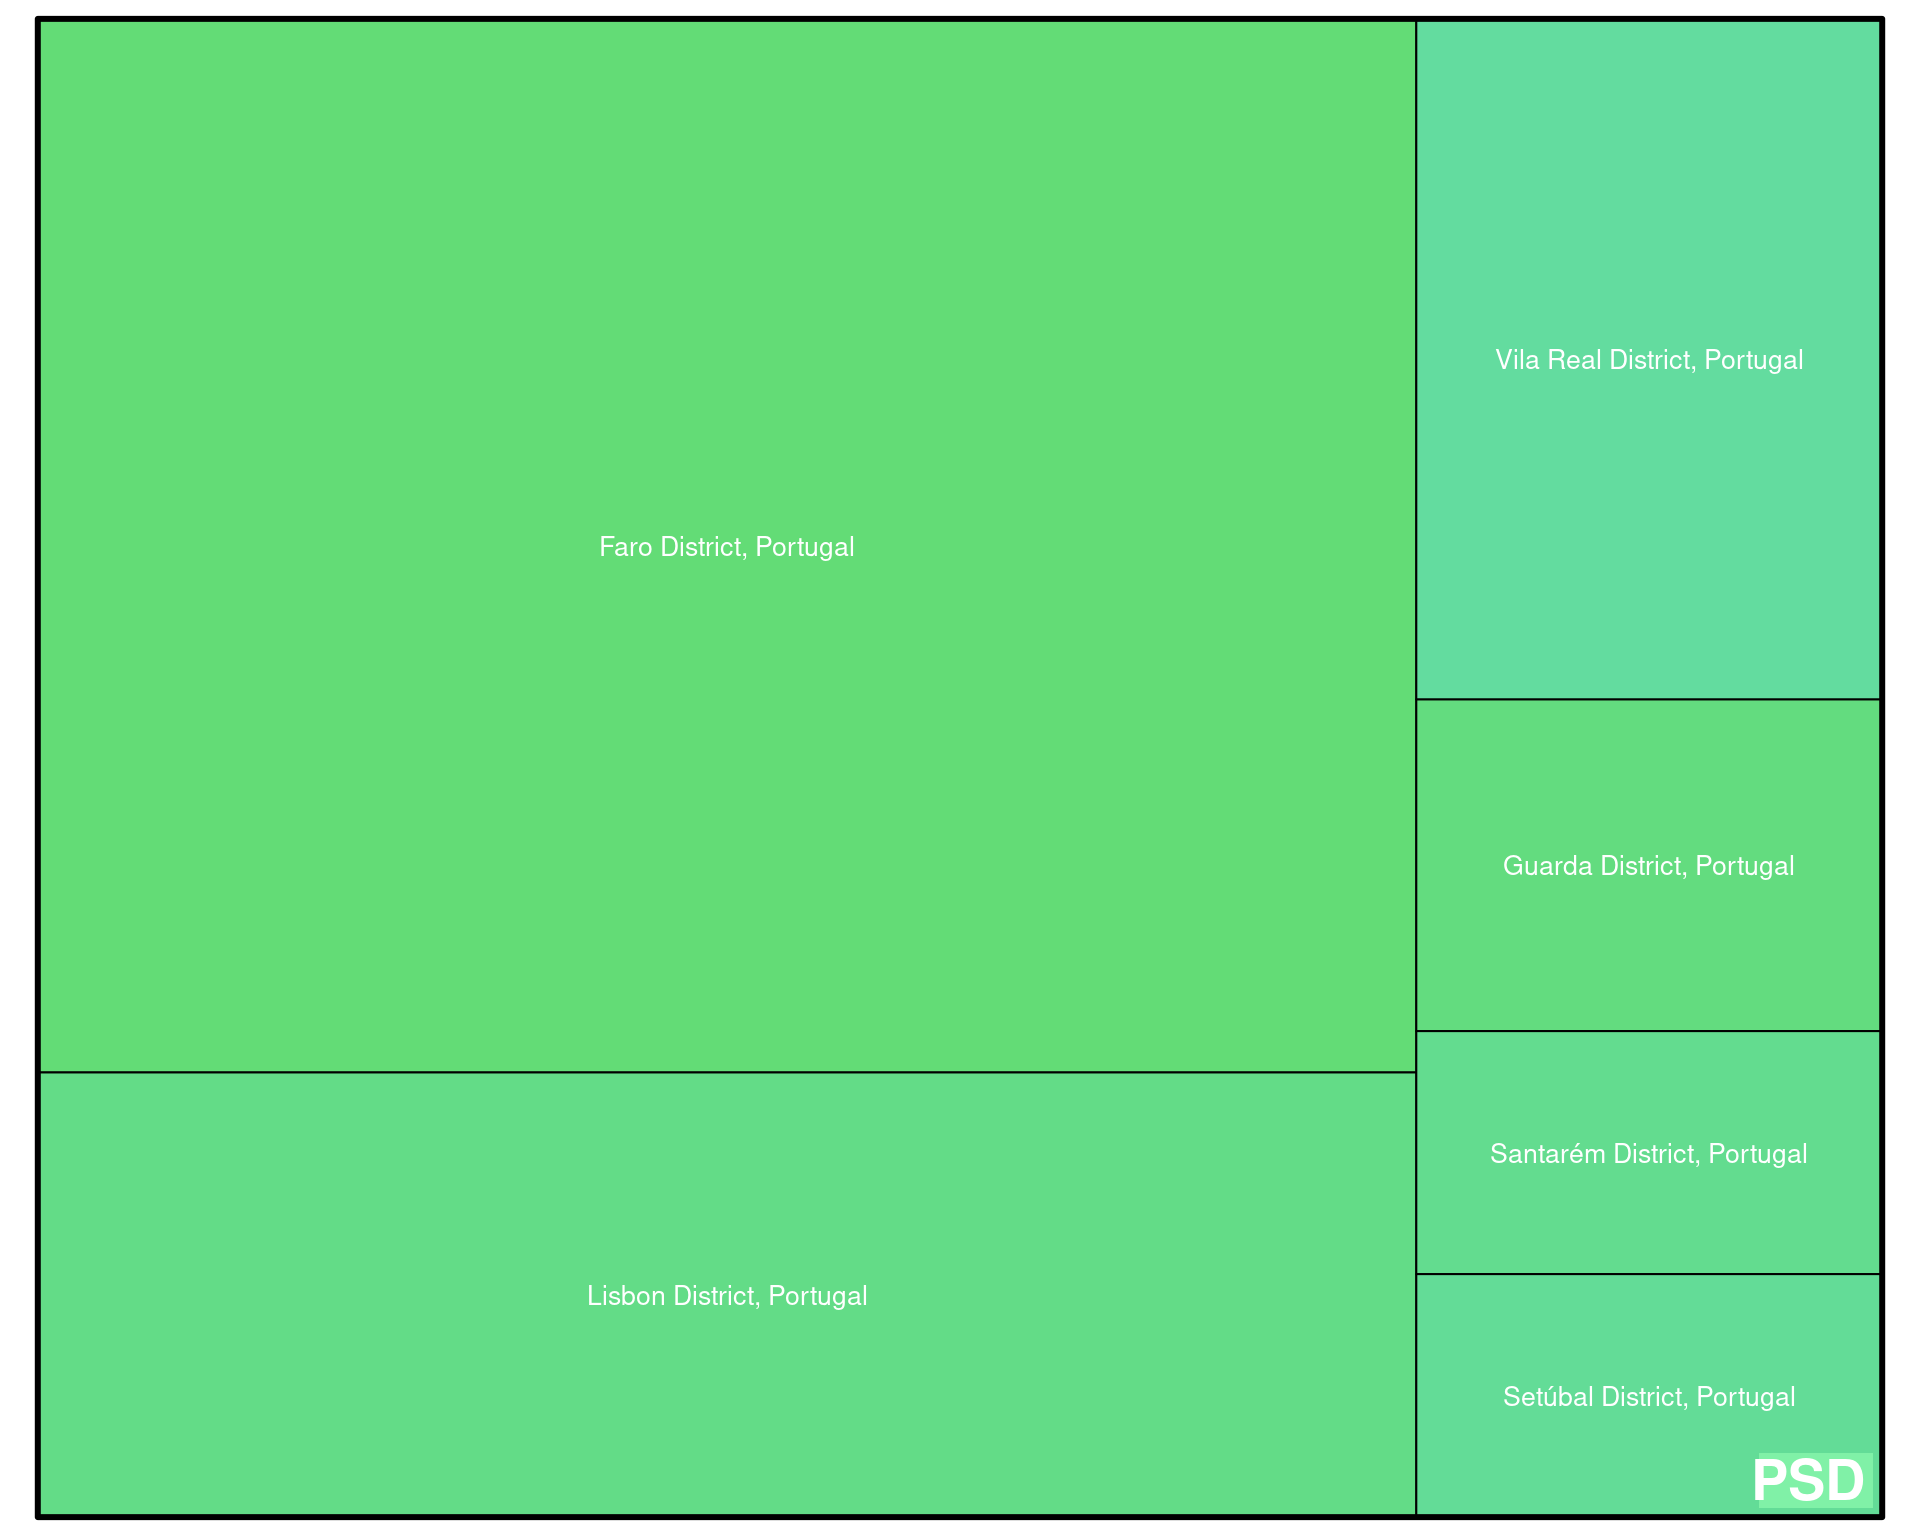 Faro District, Portugal
Lisbon District, Portugal
Vila Real District, Portugal
Guarda District, Portugal
Santarém District, Portugal
Setúbal District, Portugal
PSD